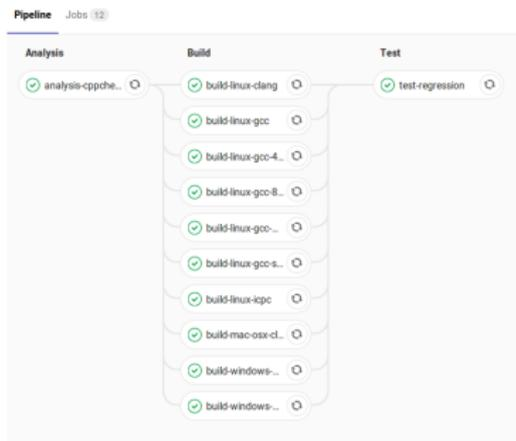 Pipeline Jobs 12
Analysis Build Test
analysis-cppche... build-linux-clang test-regression
build-linux-gcc
build-linux-gcc-4...
build-linux-gcc-8...
build-linux-gcc-...
build-linux-gcc-s...
build-linux-icpc
build-mac-osx-cl...
build-windows-...
build-windows-...